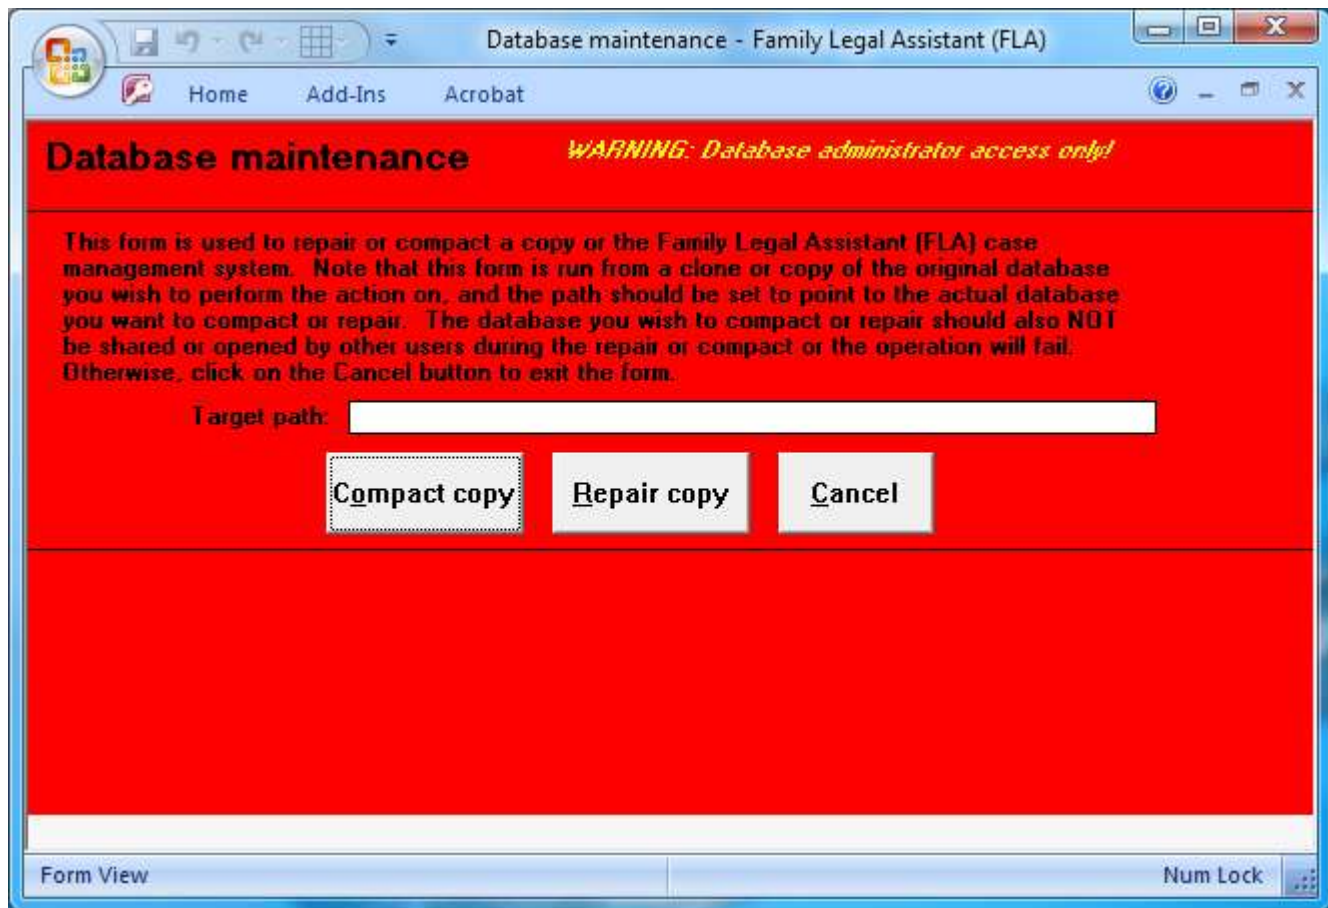 Database maintenance - Family Legal Assistant (FLA)
Home Add-Ins Acrobat
Database maintenance
WARNING: Database administrator access only!
This form is used to repair or compact a copy or the Family Legal Assistant (FLA) case
management system. Note that this form is run from a clone or copy of the original database
you wish to perform the action on, and the path should be set to point to the actual database
you want to compact or repair. The database you wish to compact or repair should also NOT
be shared or opened by other users during the repair or compact or the operation will fail.
Otherwise, click on the Cancel button to exit the form.
Target path:
Compact copy Repair copy Cancel
Form View Num Lock